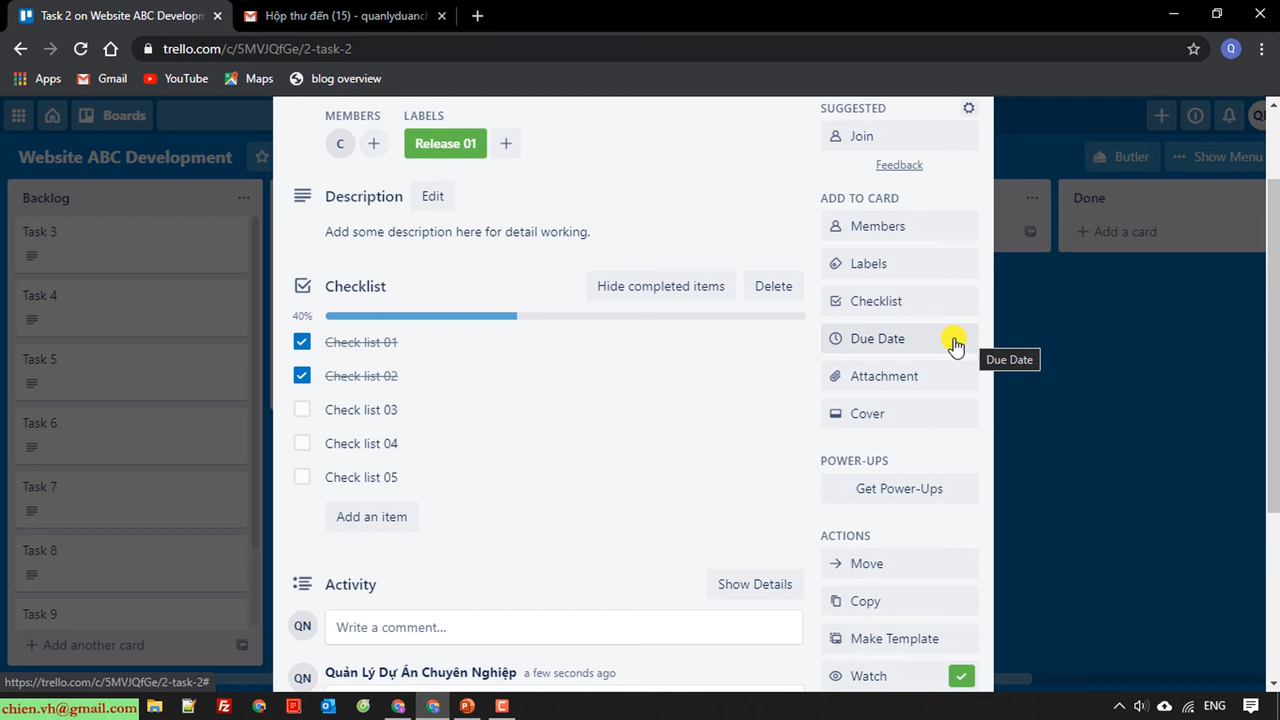 Task 2 on Website ABC Developm
Hộp thư đến (15) - quanlyduanch
trello.com/c/5MVJQfGe/2-task-2
Q
Apps
Gmail
YouTube
Maps
blog overview
Boards
Website ABC Development
Butler
Show Menu
Backlog
Task 3
Task 4
Task 5
Task 6
Task 7
Task 8
Task 9
Add another card
MEMBERS
LABELS
C
Release 01
Description
Edit
Add some description here for detail working.
Checklist
Hide completed items
Delete
40%
Check list 01
Check list 02
Check list 03
Check list 04
Check list 05
Add an item
Activity
Show Details
QN
Write a comment...
QN
Quản Lý Dự Án Chuyên Nghiệp a few seconds ago
SUGGESTED
Join
Feedback
ADD TO CARD
Members
Labels
Checklist
Due Date
Due Date
Attachment
Cover
POWER-UPS
Get Power-Ups
ACTIONS
Move
Copy
Make Template
Watch
Done
Add a card
https://trello.com/c/5MVJQfGe/2-task-2#
chien.vh@gmail.com
ENG